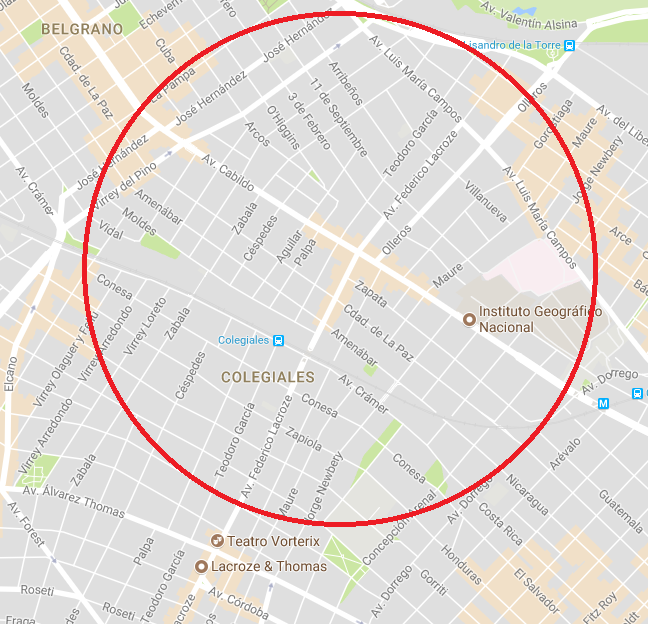 Av. Valentín Alsina
BELGRANO
Echeverría
José Hernández
Lisandro de la Torre
Cuba
Cdad. de La Paz
La Pampa
José Hernández
Av. Luis María Campos
Arribeños
11 de Septiembre
3 de Febrero
O'Higgins
Arcos
Moldes
Olleros
Gorostiaga
Maure
Av. del Libe
Teodoro García
Av. Federico Lacroze
Jorge Newbery
José Hernández
Virrey del Pino
Av. Cabildo
Av. Crámer
Av. Luis María Campos
Villanueva
Amenábar
Moldes
Vidal
Zabala
Céspedes
Aguilar
Palpa
Olleros
Arce
Maure
Conesa
Zapata
Virrey Loreto
Virrey Arredondo
Virrey Olaguer y Feliú
Zabala
Cdad. de La Paz
Instituto Geográfico
Nacional
Colegiales
Amenábar
Elcano
Céspedes
COLEGIALES
Av. Crámer
Av. Dorrego
M
Virrey Arredondo
Teodoro García
Av. Federico Lacroze
Conesa
Zapiola
Zabala
Arévalo
Conesa
Maure
Jorge Newbery
Av. Dorrego
Nicaragua
Guatemala
Av. Álvarez Thomas
Av. Forest
Concepción Arenal
Costa Rica
Palpa
Teatro Vorterix
Lacroze & Thomas
Teodoro García
Honduras
El Salvador
Gorriti
Av. Dorrego
Roseti
Roseti
Av. Córdoba
Fitz Roy
Fraga